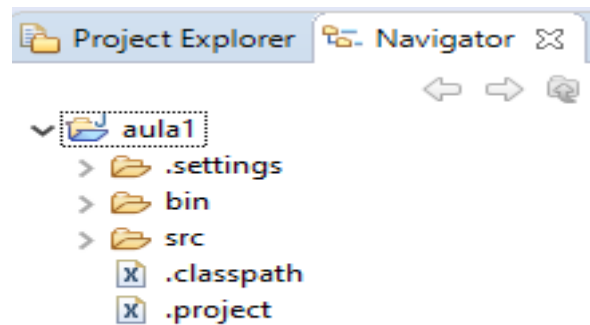 Project Explorer Navigator
aula1
.settings
bin
src
.classpath
.project